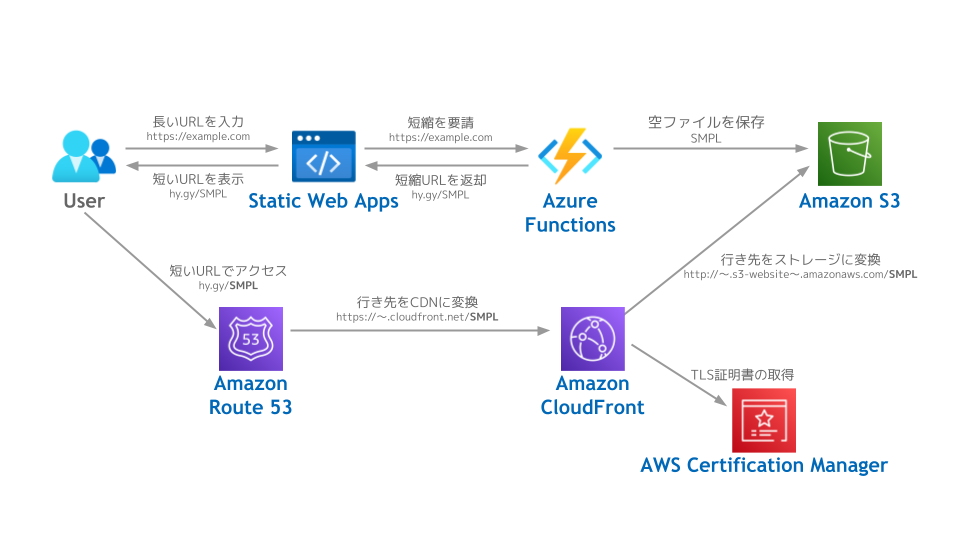 長いURLを入力
https://example.com
短いURLを表示
hy.gy/SMPL
User
Static Web Apps
短縮を要請
https://example.com
短縮URLを返却
hy.gy/SMPL
Azure
Functions
空ファイルを保存
SMPL
Amazon S3
短いURLでアクセス
hy.gy/SMPL
53
Amazon
Route 53
行き先をCDNに変換
https://〜.cloudfront.net/SMPL
Amazon
CloudFront
行き先をストレージに変換
http://〜.s3-website〜.amazonaws.com/SMPL
TLS証明書の取得
AWS Certification Manager